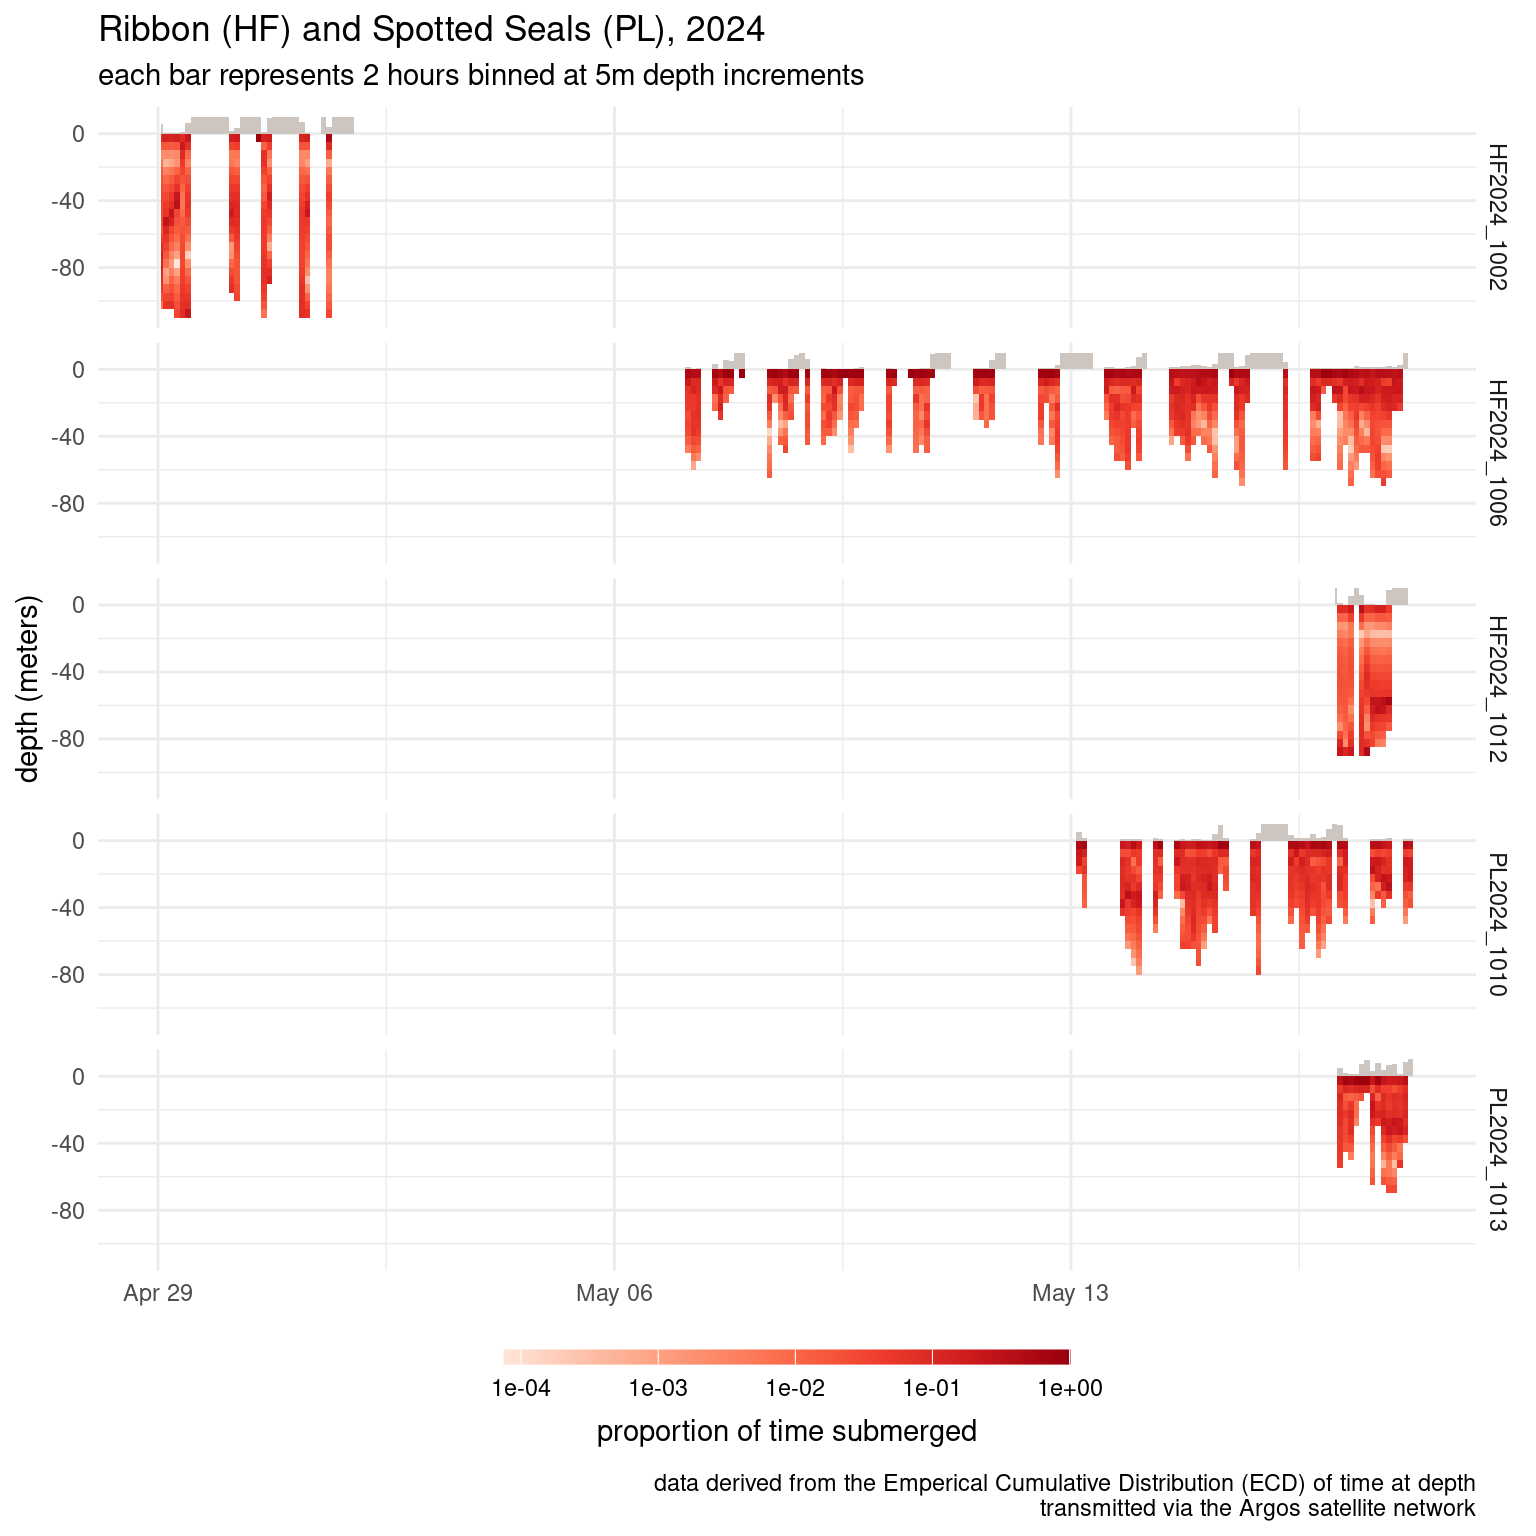 Ribbon (HF) and Spotted Seals (PL), 2024
each bar represents 2 hours binned at 5m depth increments
depth (meters)
0
-40
-80
HF2024_1002
0
-40
-80
HF2024_1006
0
-40
-80
HF2024_1012
0
-40
-80
PL2024_1010
0
-40
-80
PL2024_1013
Apr 29 May 06 May 13
1e-04 1e-03 1e-02 1e-01 1e+00
proportion of time submerged
data derived from the Emperical Cumulative Distribution (ECD) of time at depth
transmitted via the Argos satellite network